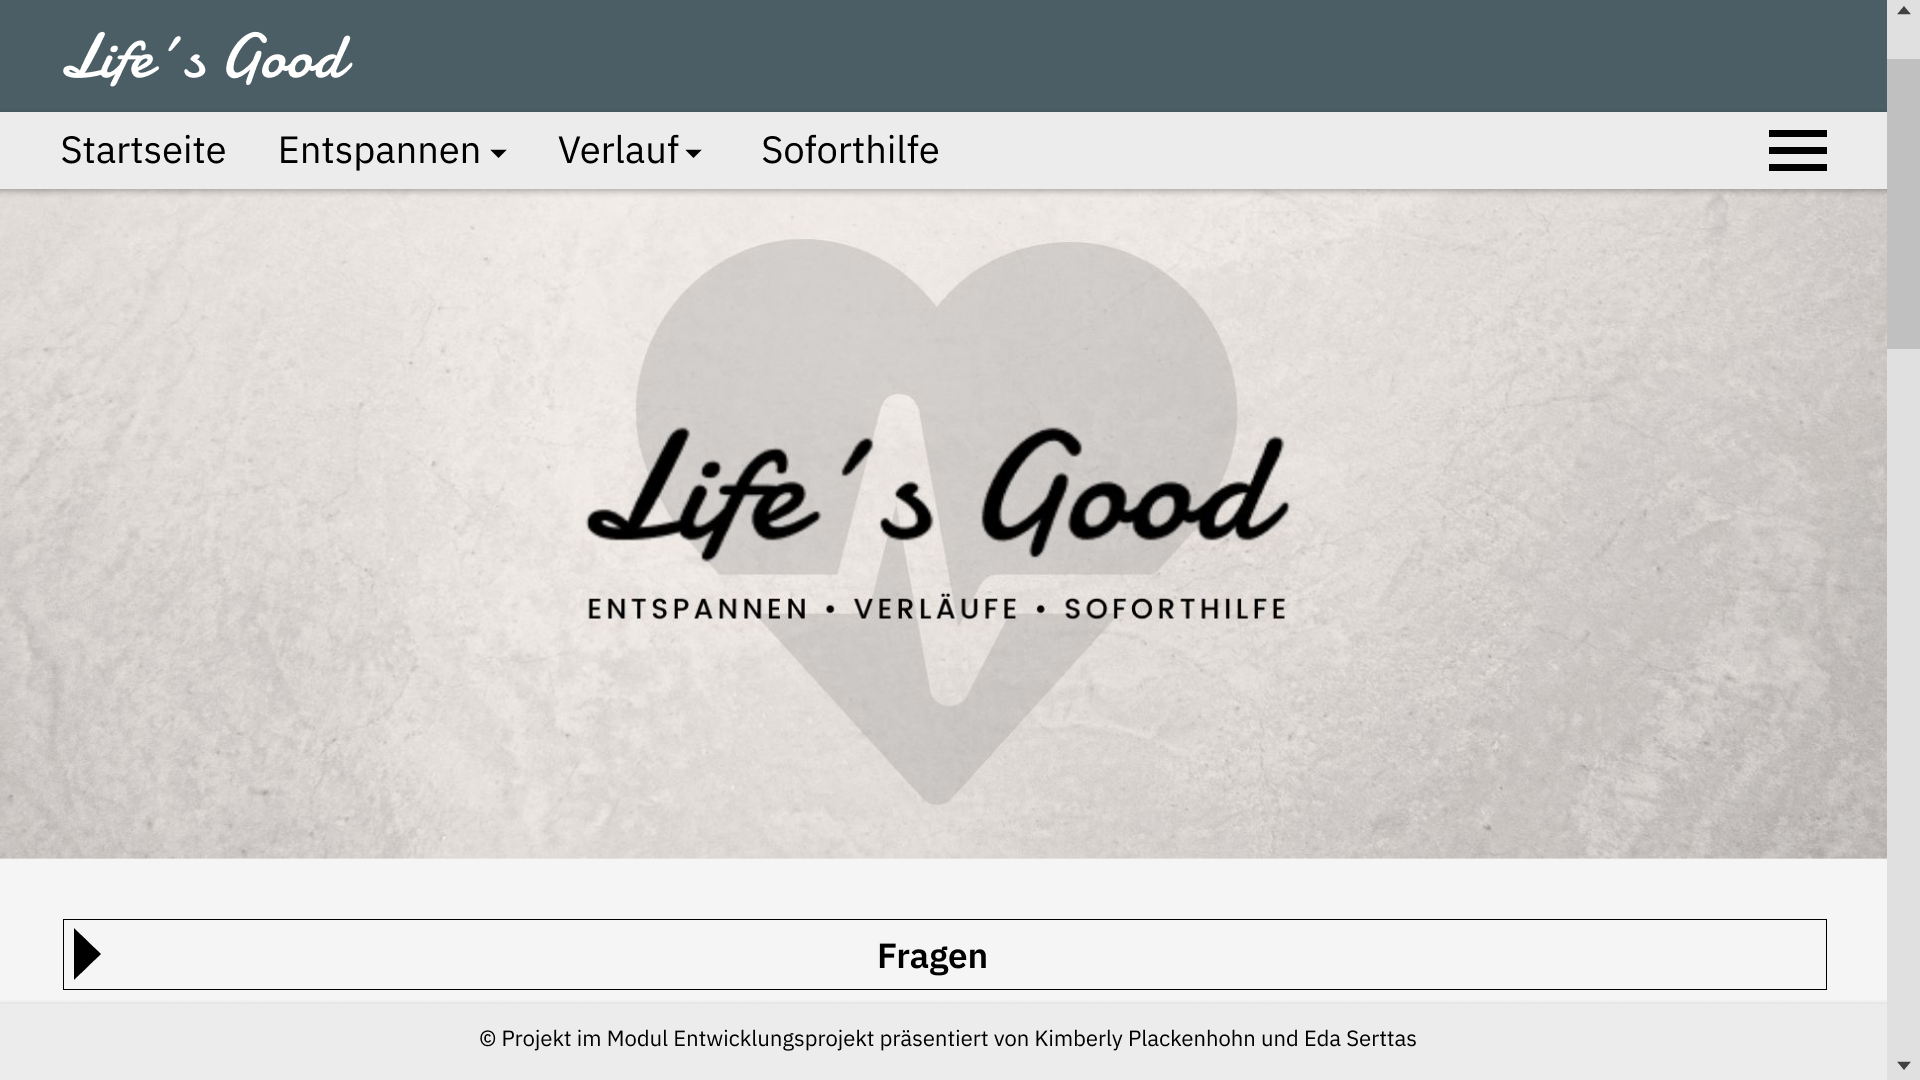 Life´s Good
Startseite Entspannen Verlauf Soforthilfe
Life´s Good
ENTSPANNEN • VERLÄUFE • SOFORTHILFE
Fragen
© Projekt im Modul Entwicklungsprojekt präsentiert von Kimberly Plackenhohn und Eda Serttas